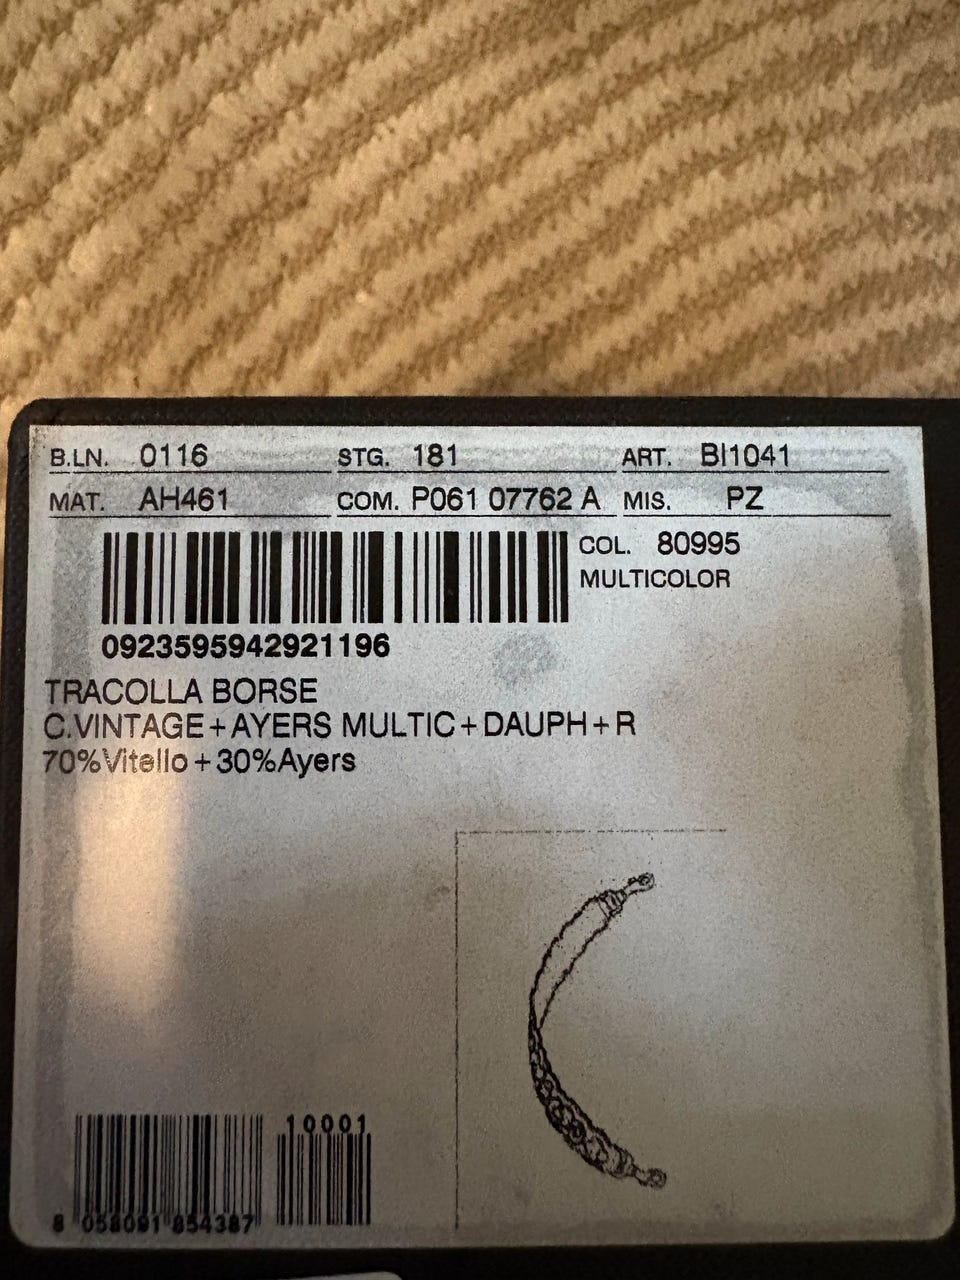 B.LN. 0116 STG. 181 ART. BI1041
MAT. AH461 COM. P061 07762 A MIS. PZ
COL. 80995
MULTICOLOR
0923595942921196
TRACOLLA BORSE
C.VINTAGE+AYERS MULTIC+DAUPH+R
70%Vitello+30%Ayers
10001
8 058091 854387